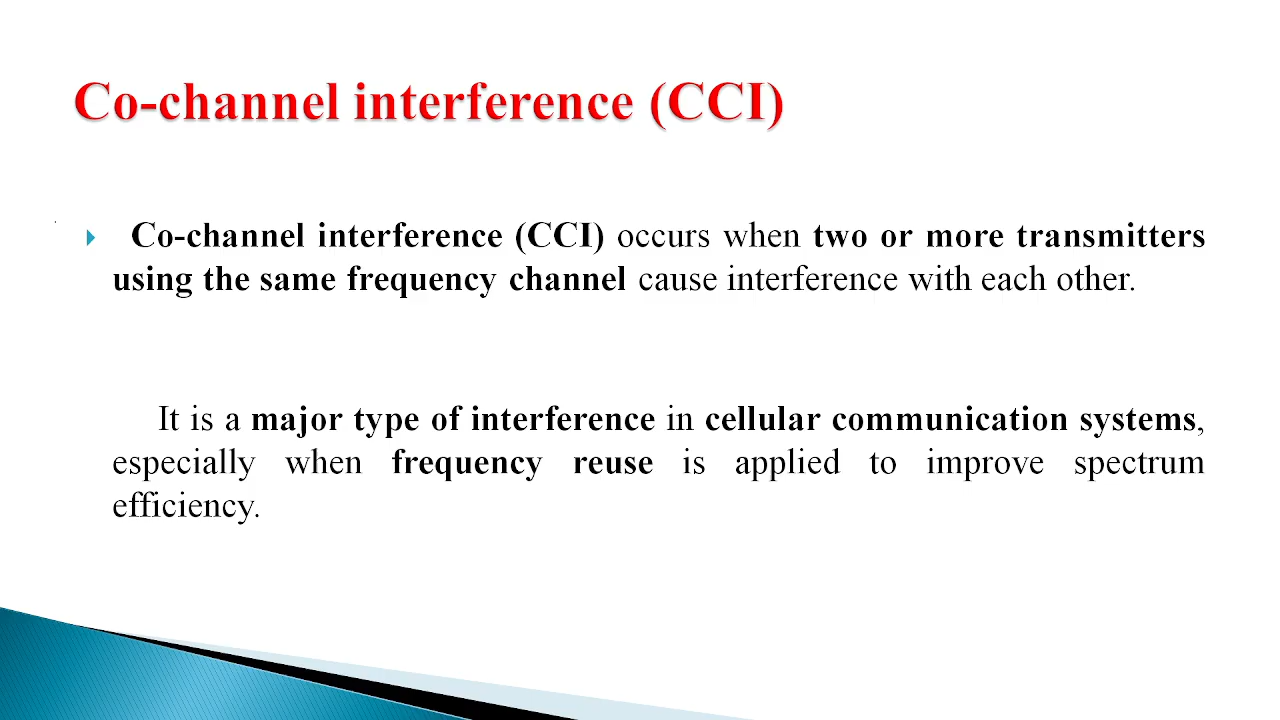 Co-channel interference (CCI)
Co-channel interference (CCI) occurs when two or more transmitters
using the same frequency channel cause interference with each other.
It is a major type of interference in cellular communication systems,
especially when frequency reuse is applied to improve spectrum
efficiency.